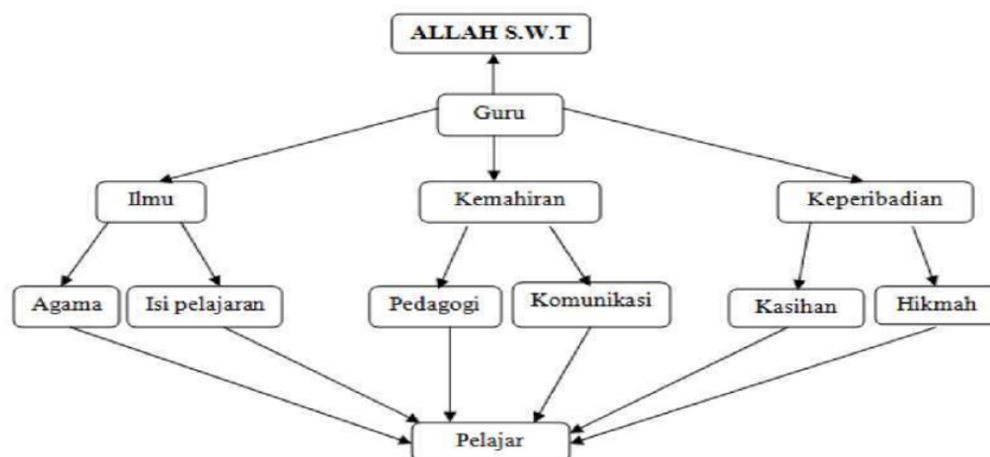 ALLAH S.W.T
Guru
Ilmu
Kemahiran
Keperibadian
Agama
Isi pelajaran
Pedagogi
Komunikasi
Kasihan
Hikmah
Pelajar